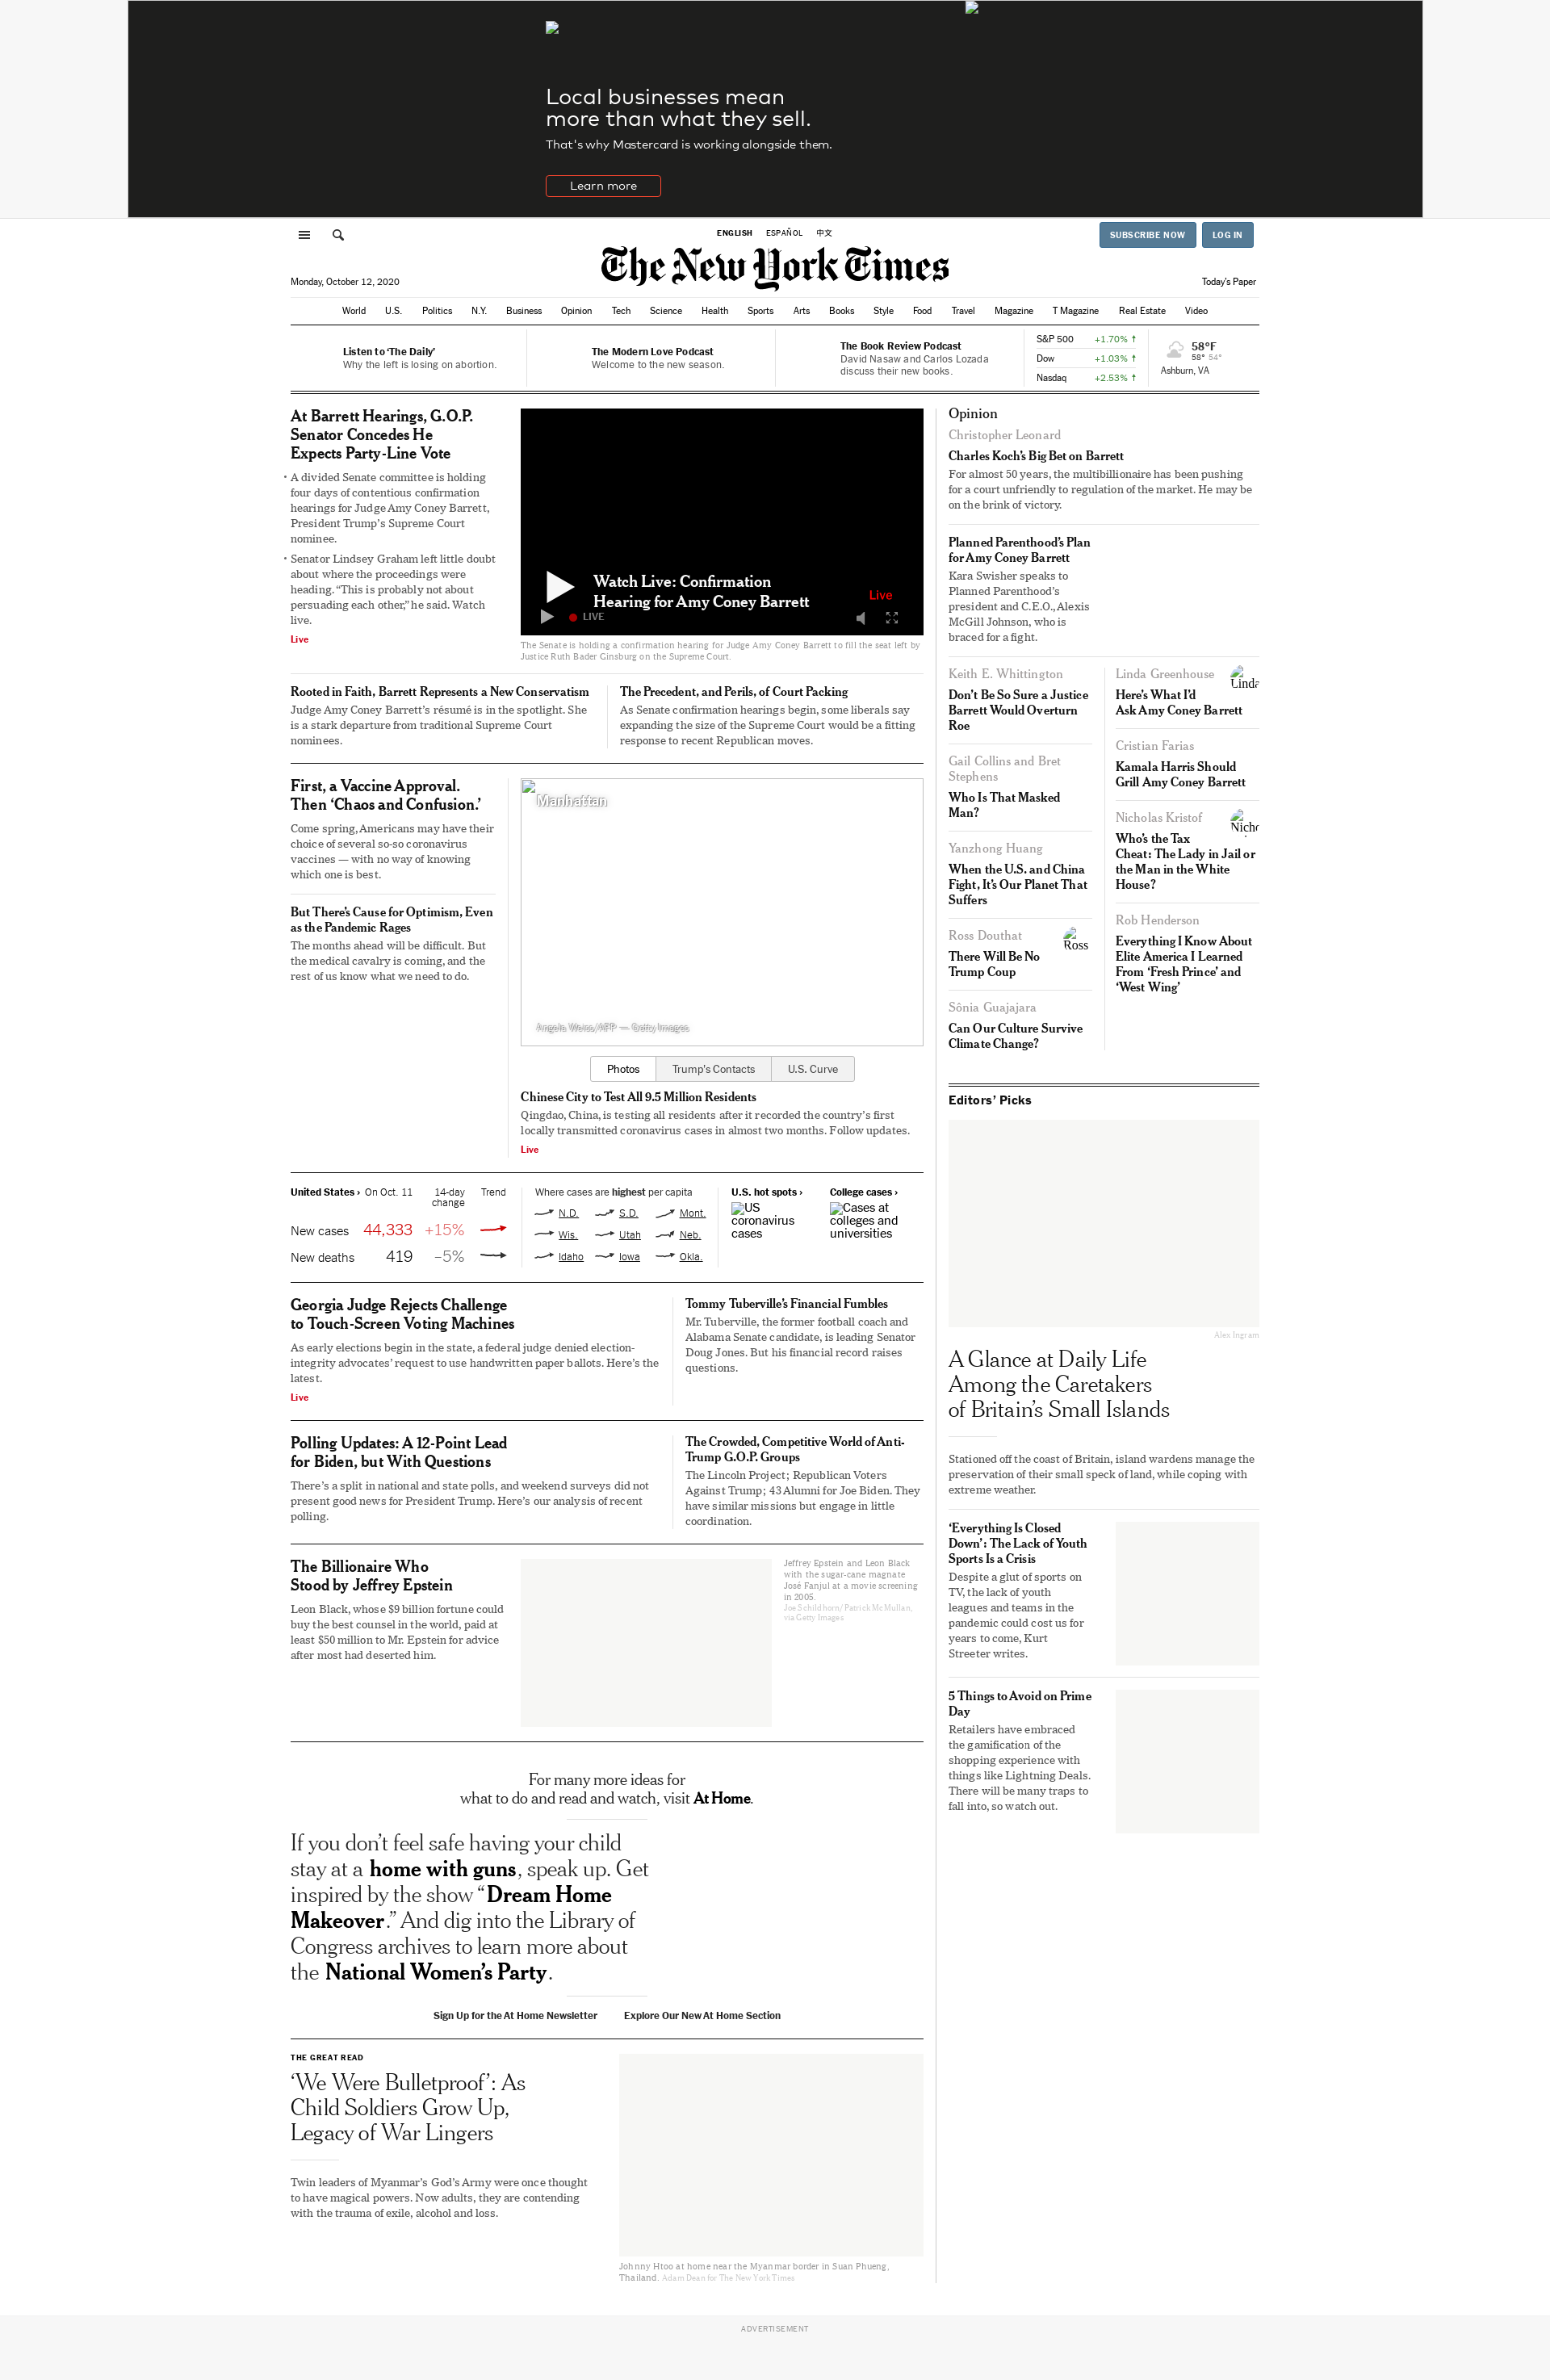 Local businesses mean
more than what they sell.
That's why Mastercard is working alongside them.
Learn more
ENGLISH ESPAÑOL 中文
SUBSCRIBE NOW LOG IN
The New York Times
Monday, October 12, 2020
Today's Paper
World U.S. Politics N.Y. Business Opinion Tech Science Health Sports Arts Books Style Food Travel Magazine T Magazine Real Estate Video
Listen to ‘The Daily’
Why the left is losing on abortion.
The Modern Love Podcast
Welcome to the new season.
The Book Review Podcast
David Nasaw and Carlos Lozada
discuss their new books.
S&P 500 +1.70% ↑
Dow +1.03% ↑
Nasdaq +2.53% ↑
58°F
58° 54°
Ashburn, VA
At Barrett Hearings, G.O.P.
Senator Concedes He
Expects Party-Line Vote
• A divided Senate committee is holding
four days of contentious confirmation
hearings for Judge Amy Coney Barrett,
President Trump’s Supreme Court
nominee.
• Senator Lindsey Graham left little doubt
about where the proceedings were
heading. “This is probably not about
persuading each other,” he said. Watch
live.
Live
Watch Live: Confirmation
Hearing for Amy Coney Barrett
Live
LIVE
The Senate is holding a confirmation hearing for Judge Amy Coney Barrett to fill the seat left by
Justice Ruth Bader Ginsburg on the Supreme Court.
Rooted in Faith, Barrett Represents a New Conservatism
Judge Amy Coney Barrett’s résumé is in the spotlight. She
is a stark departure from traditional Supreme Court
nominees.
The Precedent, and Perils, of Court Packing
As Senate confirmation hearings begin, some liberals say
expanding the size of the Supreme Court would be a fitting
response to recent Republican moves.
First, a Vaccine Approval.
Then ‘Chaos and Confusion.’
Come spring, Americans may have their
choice of several so-so coronavirus
vaccines — with no way of knowing
which one is best.
But There’s Cause for Optimism, Even
as the Pandemic Rages
The months ahead will be difficult. But
the medical cavalry is coming, and the
rest of us know what we need to do.
Manhattan
Angela Weiss/AFP — Getty Images
Photos Trump's Contacts U.S. Curve
Chinese City to Test All 9.5 Million Residents
Qingdao, China, is testing all residents after it recorded the country’s first
locally transmitted coronavirus cases in almost two months. Follow updates.
Live
United States › On Oct. 11 14-day
change Trend
New cases 44,333 +15%
New deaths 419 –5%
Where cases are highest per capita
N.D. S.D. Mont.
Wis. Utah Neb.
Idaho Iowa Okla.
U.S. hot spots ›
US
coronavirus
cases
College cases ›
Cases at
colleges and
universities
Georgia Judge Rejects Challenge
to Touch-Screen Voting Machines
As early elections begin in the state, a federal judge denied election-
integrity advocates’ request to use handwritten paper ballots. Here’s the
latest.
Live
Tommy Tuberville’s Financial Fumbles
Mr. Tuberville, the former football coach and
Alabama Senate candidate, is leading Senator
Doug Jones. But his financial record raises
questions.
Polling Updates: A 12-Point Lead
for Biden, but With Questions
There’s a split in national and state polls, and weekend surveys did not
present good news for President Trump. Here’s our analysis of recent
polling.
The Crowded, Competitive World of Anti-
Trump G.O.P. Groups
The Lincoln Project; Republican Voters
Against Trump; 43 Alumni for Joe Biden. They
have similar missions but engage in little
coordination.
The Billionaire Who
Stood by Jeffrey Epstein
Leon Black, whose $9 billion fortune could
buy the best counsel in the world, paid at
least $50 million to Mr. Epstein for advice
after most had deserted him.
Jeffrey Epstein and Leon Black
with the sugar-cane magnate
José Fanjul at a movie screening
in 2005.
Joe Schildhorn/Patrick McMullan,
via Getty Images
For many more ideas for
what to do and read and watch, visit At Home.
If you don’t feel safe having your child
stay at a home with guns, speak up. Get
inspired by the show “Dream Home
Makeover.” And dig into the Library of
Congress archives to learn more about
the National Women’s Party.
Sign Up for the At Home Newsletter Explore Our New At Home Section
THE GREAT READ
‘We Were Bulletproof’: As
Child Soldiers Grow Up,
Legacy of War Lingers
Twin leaders of Myanmar’s God’s Army were once thought
to have magical powers. Now adults, they are contending
with the trauma of exile, alcohol and loss.
Johnny Htoo at home near the Myanmar border in Suan Phueng,
Thailand. Adam Dean for The New York Times
Opinion
Christopher Leonard
Charles Koch’s Big Bet on Barrett
For almost 50 years, the multibillionaire has been pushing
for a court unfriendly to regulation of the market. He may be
on the brink of victory.
Planned Parenthood’s Plan
for Amy Coney Barrett
Kara Swisher speaks to
Planned Parenthood’s
president and C.E.O., Alexis
McGill Johnson, who is
braced for a fight.
Keith E. Whittington
Don’t Be So Sure a Justice
Barrett Would Overturn
Roe
Gail Collins and Bret
Stephens
Who Is That Masked
Man?
Yanzhong Huang
When the U.S. and China
Fight, It’s Our Planet That
Suffers
Ross Douthat
Ross
There Will Be No
Trump Coup
Sônia Guajajara
Can Our Culture Survive
Climate Change?
Linda Greenhouse
Linda
Here’s What I’d
Ask Amy Coney Barrett
Cristian Farias
Kamala Harris Should
Grill Amy Coney Barrett
Nicholas Kristof
Nicho
Who’s the Tax
Cheat: The Lady in Jail or
the Man in the White
House?
Rob Henderson
Everything I Know About
Elite America I Learned
From ‘Fresh Prince’ and
‘West Wing’
Editors’ Picks
Alex Ingram
A Glance at Daily Life
Among the Caretakers
of Britain’s Small Islands
Stationed off the coast of Britain, island wardens manage the
preservation of their small speck of land, while coping with
extreme weather.
‘Everything Is Closed
Down’: The Lack of Youth
Sports Is a Crisis
Despite a glut of sports on
TV, the lack of youth
leagues and teams in the
pandemic could cost us for
years to come, Kurt
Streeter writes.
5 Things to Avoid on Prime
Day
Retailers have embraced
the gamification of the
shopping experience with
things like Lightning Deals.
There will be many traps to
fall into, so watch out.
ADVERTISEMENT